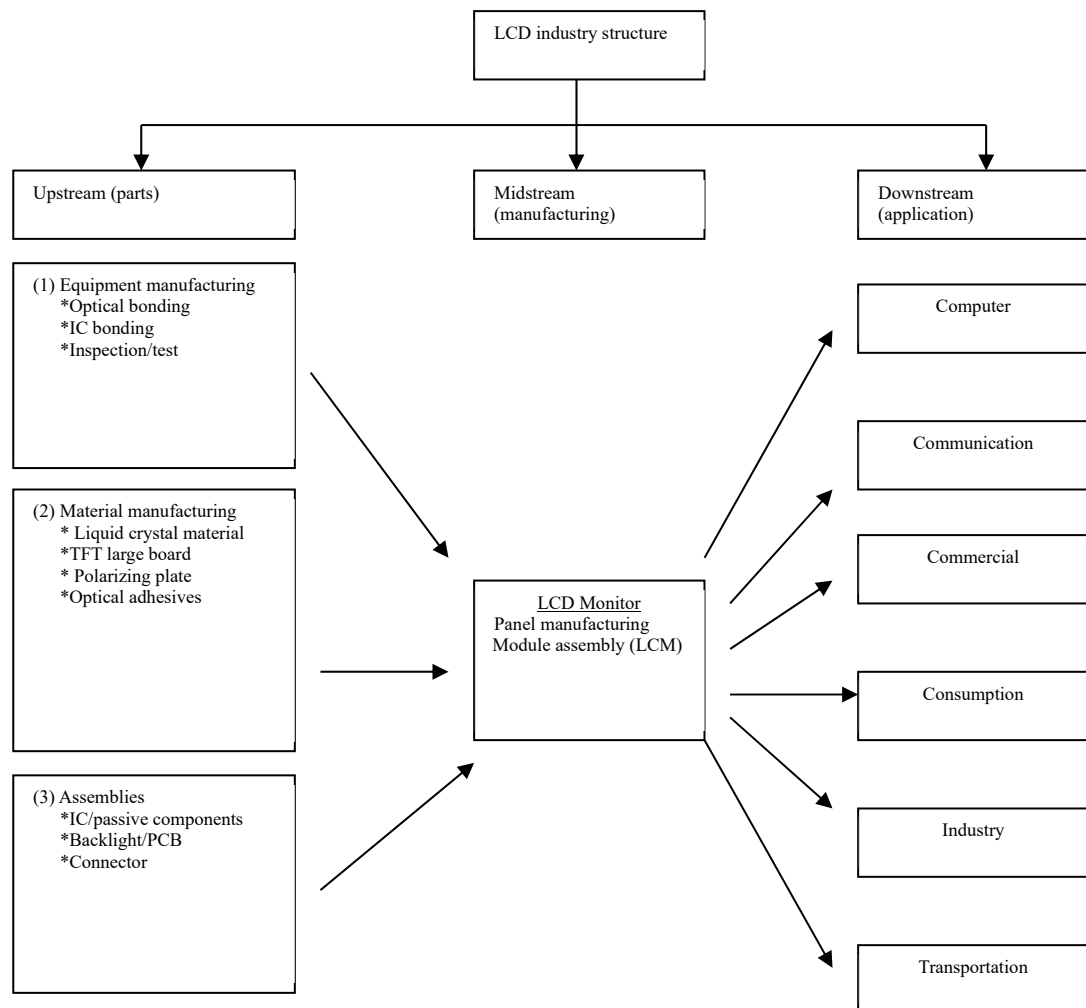 LCD industry structure
Upstream (parts)
Midstream
(manufacturing)
Downstream
(application)
(1) Equipment manufacturing
*Optical bonding
*IC bonding
*Inspection/test
(2) Material manufacturing
* Liquid crystal material
*TFT large board
* Polarizing plate
*Optical adhesives
(3) Assemblies
*IC/passive components
*Backlight/PCB
*Connector
LCD Monitor
Panel manufacturing
Module assembly (LCM)
Computer
Communication
Commercial
Consumption
Industry
Transportation